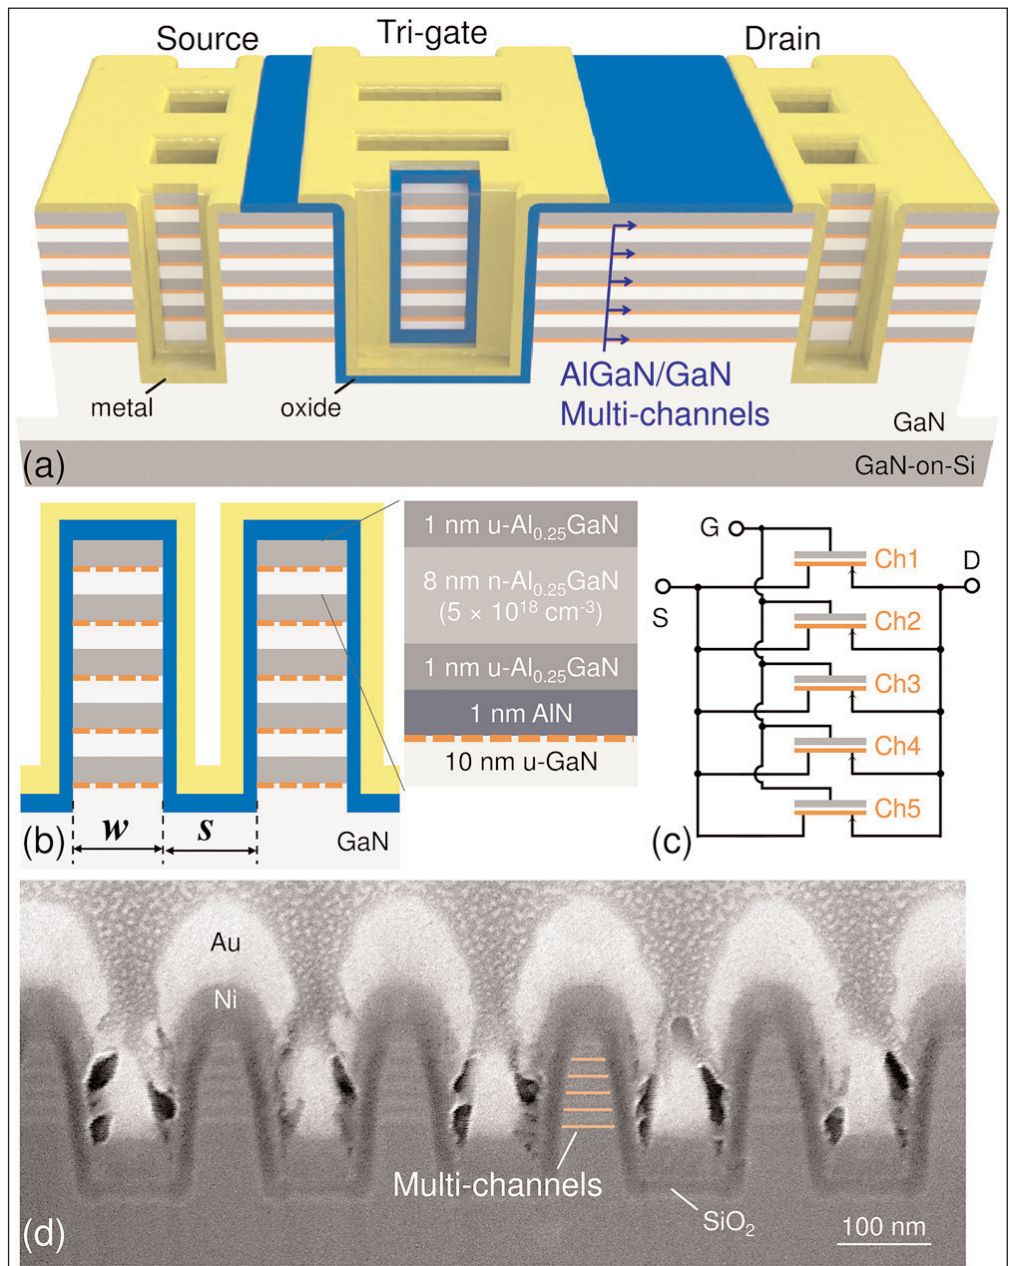 Source
Tri-gate
Drain
metal
oxide
AlGaN/GaN
Multi-channels
GaN
GaN-on-Si
(a)
1 nm u-Al0.25GaN
8 nm n-Al0.25GaN
(5 × 10^18 cm^-3)
1 nm u-Al0.25GaN
1 nm AlN
10 nm u-GaN
w
s
GaN
(b)
G
S
D
Ch1
Ch2
Ch3
Ch4
Ch5
(c)
Au
Ni
Multi-channels
SiO2
100 nm
(d)